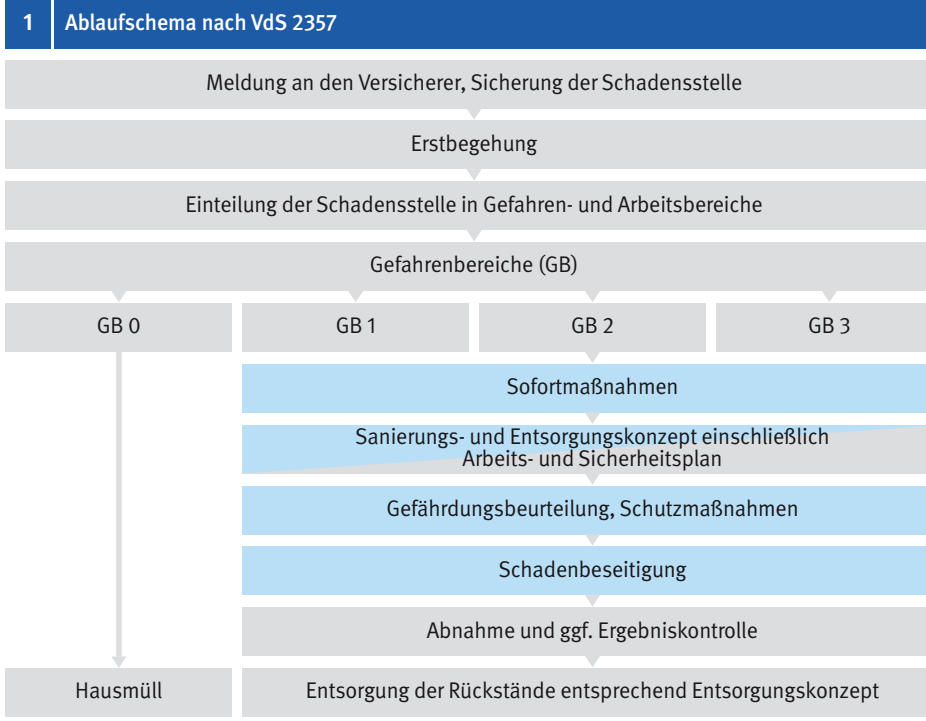 1 Ablaufschema nach VdS 2357
Meldung an den Versicherer, Sicherung der Schadensstelle
Erstbegehung
Einteilung der Schadensstelle in Gefahren- und Arbeitsbereiche
Gefahrenbereiche (GB)
GB 0 GB 1 GB 2 GB 3
Sofortmaßnahmen
Sanierungs- und Entsorgungskonzept einschließlich
Arbeits- und Sicherheitsplan
Gefährdungsbeurteilung, Schutzmaßnahmen
Schadenbeseitigung
Abnahme und ggf. Ergebniskontrolle
Hausmüll Entsorgung der Rückstände entsprechend Entsorgungskonzept